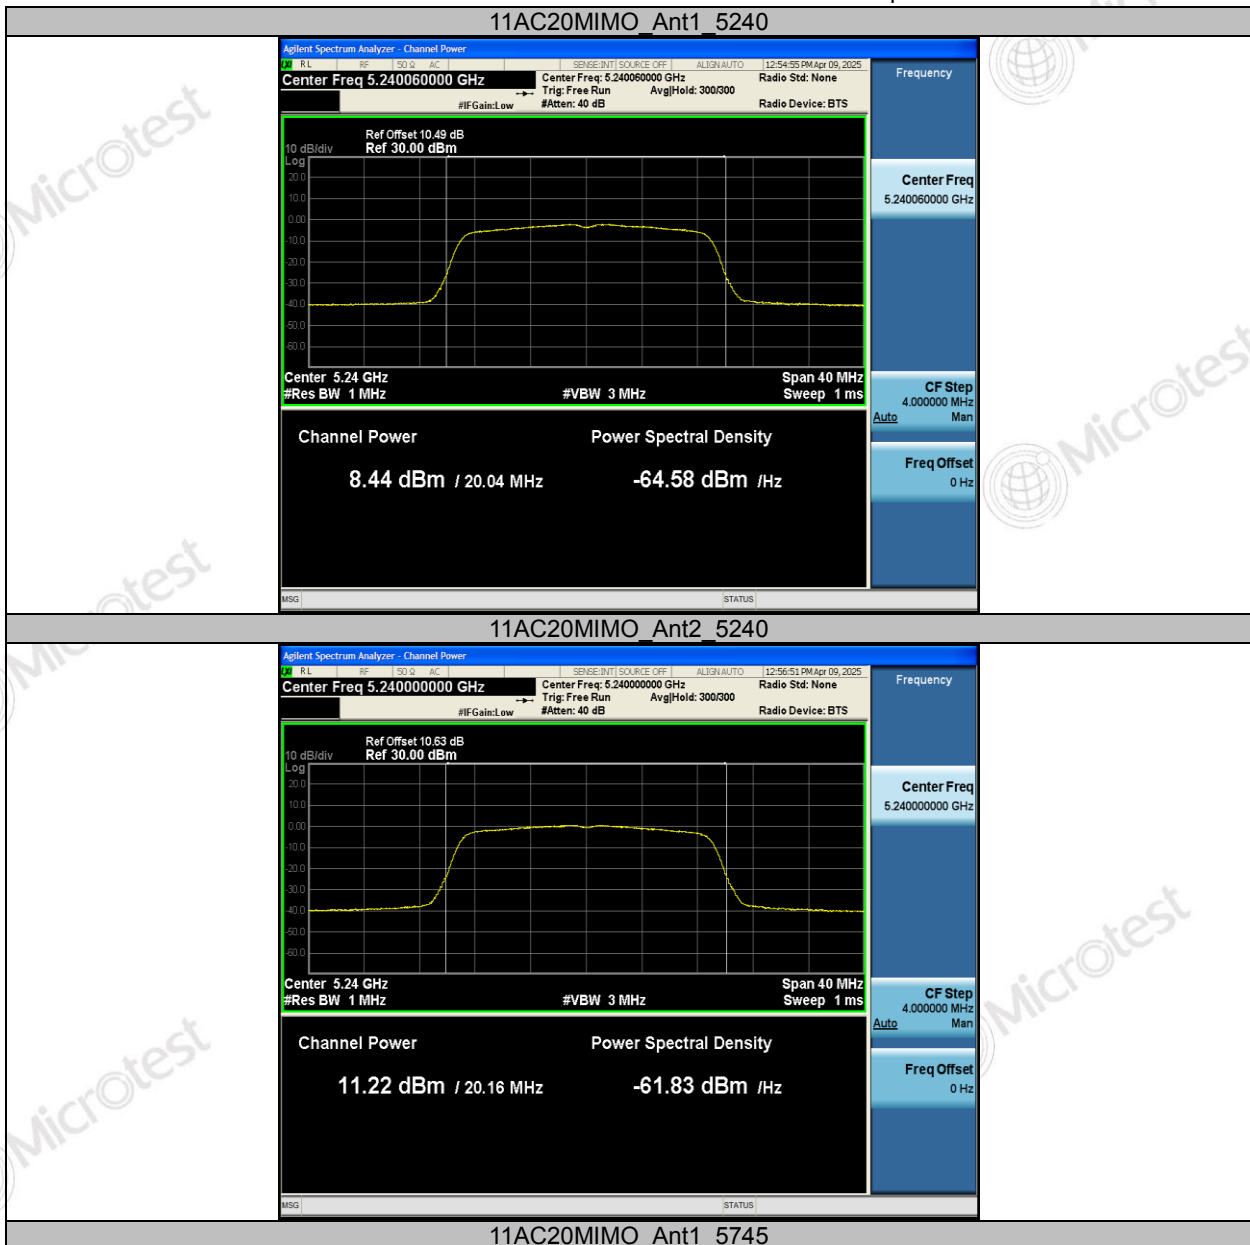 11AC20MIMO_Ant1_5240
Agilent Spectrum Analyzer - Channel Power
LXI RL RF 50 Ω AC SENSE:INT SOURCE OFF ALIGNAUTO 12:54:55 PM Apr 09, 2025
Center Freq 5.240060000 GHz Center Freq: 5.240060000 GHz Radio Std: None Frequency
Trig: Free Run Avg|Hold: 300/300
#IFGain:Low #Atten: 40 dB Radio Device: BTS
Ref Offset 10.49 dB
10 dB/div Ref 30.00 dBm
Log
20.0
10.0
0.00
-10.0
-20.0
-30.0
-40.0
-50.0
-60.0
Center Freq
5.240060000 GHz
Center 5.24 GHz Span 40 MHz
#Res BW 1 MHz #VBW 3 MHz Sweep 1 ms
CF Step
4.000000 MHz
Auto Man
Channel Power Power Spectral Density
8.44 dBm / 20.04 MHz -64.58 dBm /Hz
Freq Offset
0 Hz
MSG STATUS
11AC20MIMO_Ant2_5240
Agilent Spectrum Analyzer - Channel Power
LXI RL RF 50 Ω AC SENSE:INT SOURCE OFF ALIGNAUTO 12:56:51 PM Apr 09, 2025
Center Freq 5.240000000 GHz Center Freq: 5.240000000 GHz Radio Std: None Frequency
Trig: Free Run Avg|Hold: 300/300
#IFGain:Low #Atten: 40 dB Radio Device: BTS
Ref Offset 10.63 dB
10 dB/div Ref 30.00 dBm
Log
20.0
10.0
0.00
-10.0
-20.0
-30.0
-40.0
-50.0
-60.0
Center Freq
5.240000000 GHz
Center 5.24 GHz Span 40 MHz
#Res BW 1 MHz #VBW 3 MHz Sweep 1 ms
CF Step
4.000000 MHz
Auto Man
Channel Power Power Spectral Density
11.22 dBm / 20.16 MHz -61.83 dBm /Hz
Freq Offset
0 Hz
MSG STATUS
11AC20MIMO_Ant1_5745
Microtest
Microtest
Microtest
Microtest